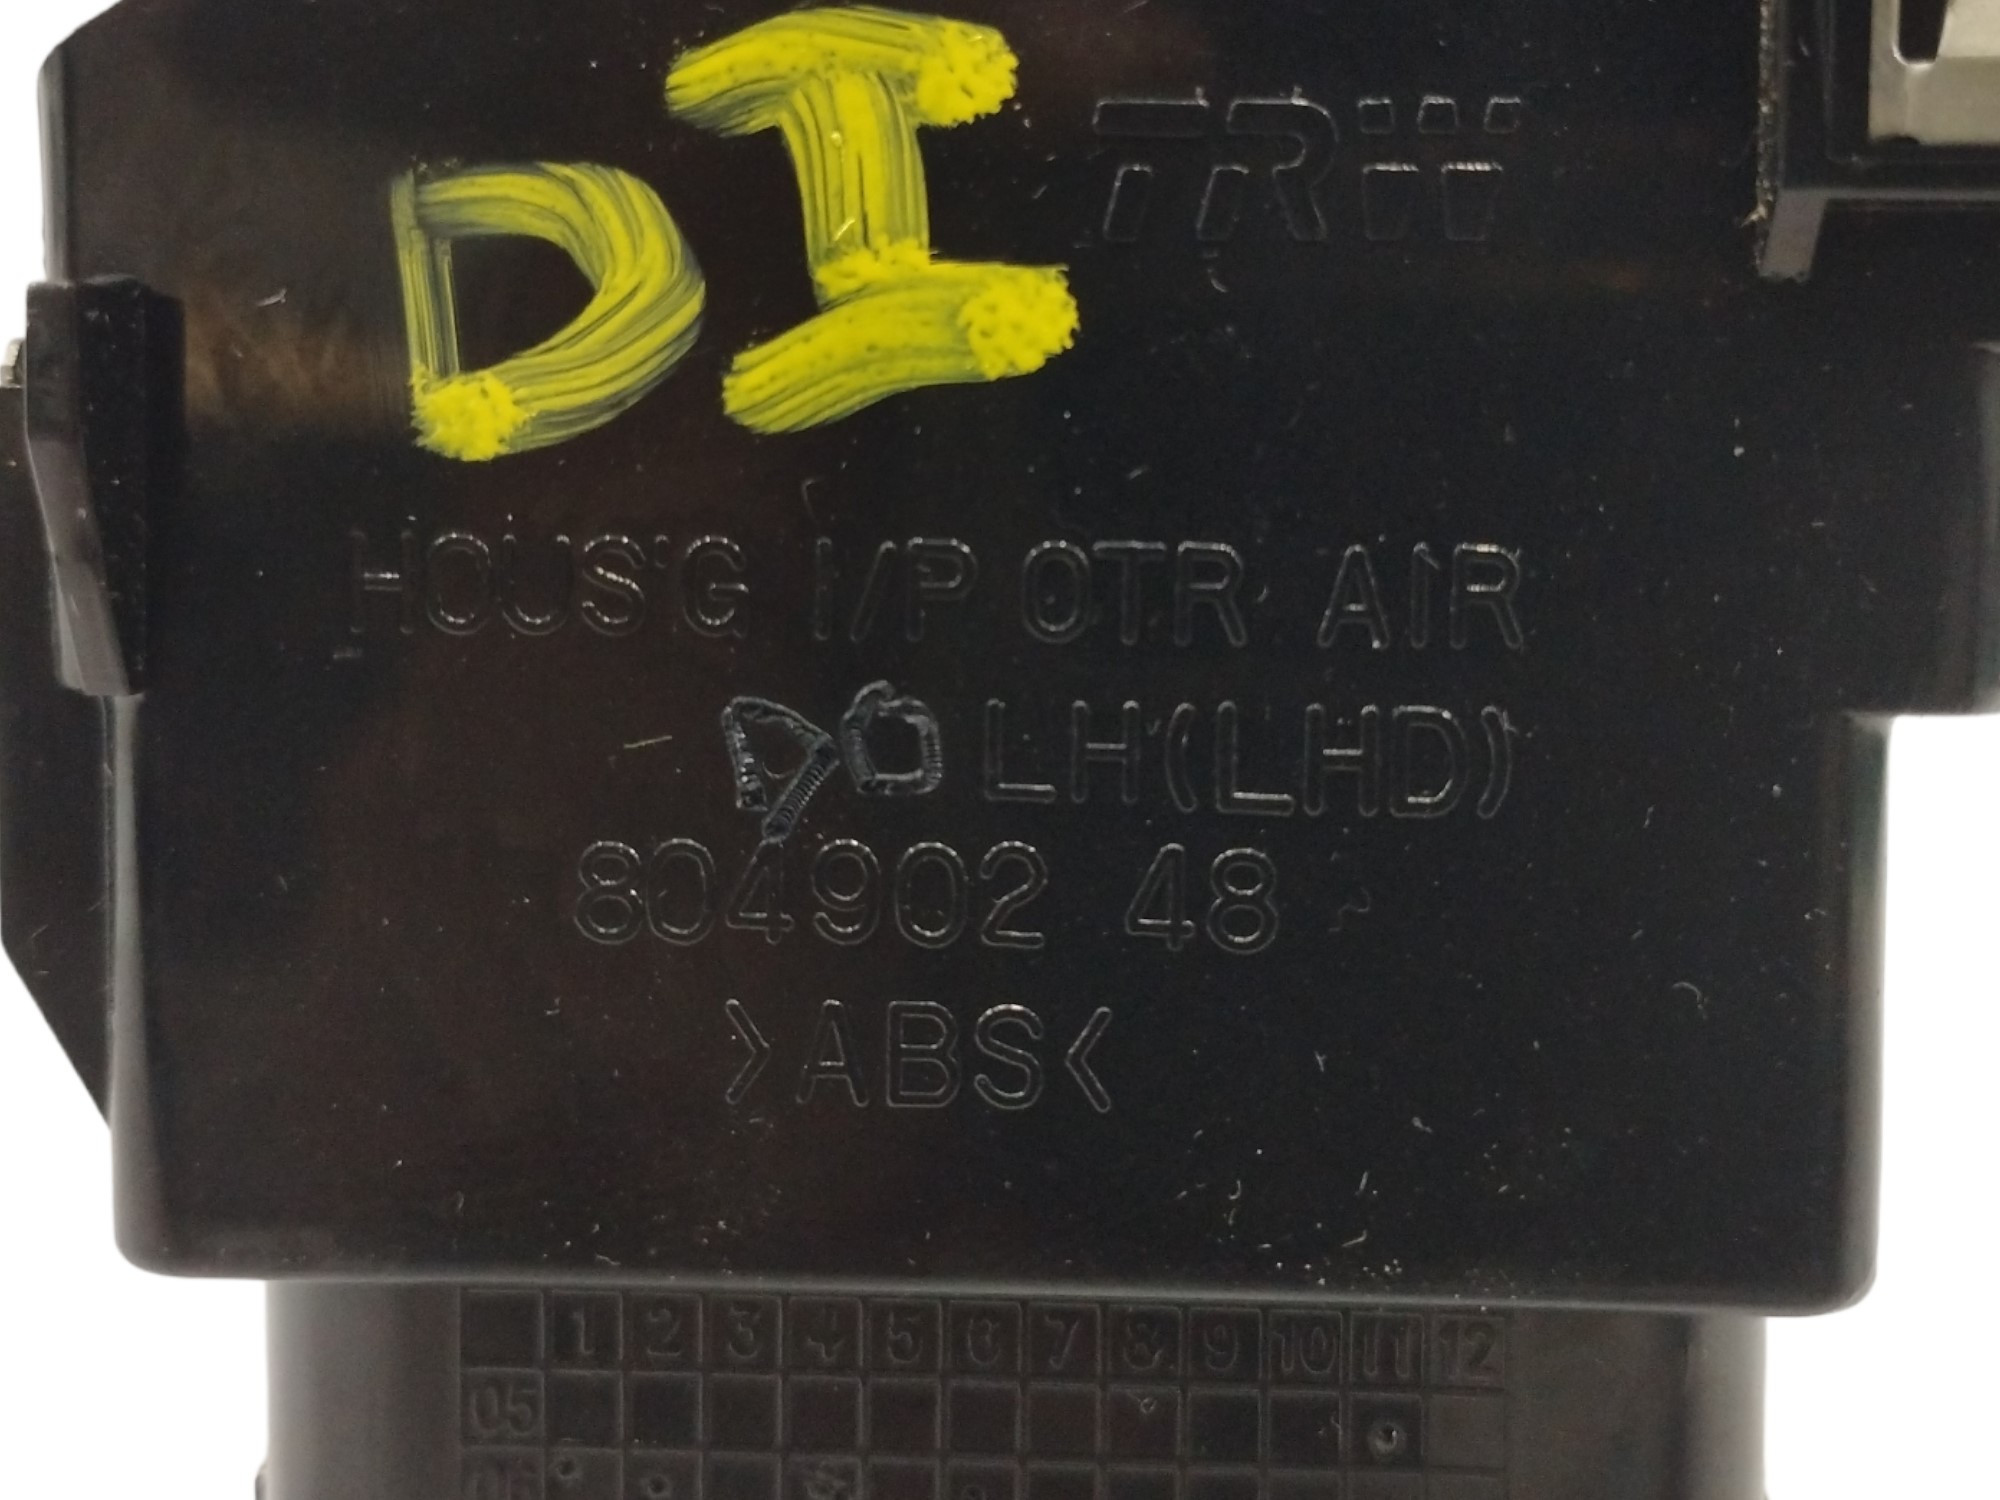 DI
TRW
HOUS'G I/P OTR AIR
LH(LHD)
804902 48
>ABS<
1 2 3 4 5 6 7 8 9 10 11 12
05
06